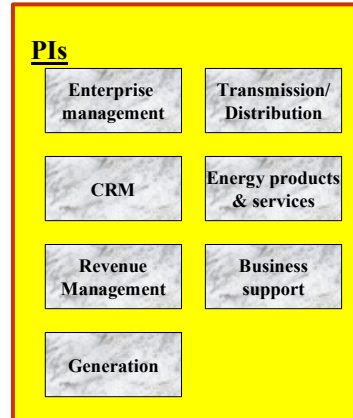 PIs
Enterprise
management
Transmission/
Distribution
CRM
Energy products
& services
Revenue
Management
Business
support
Generation